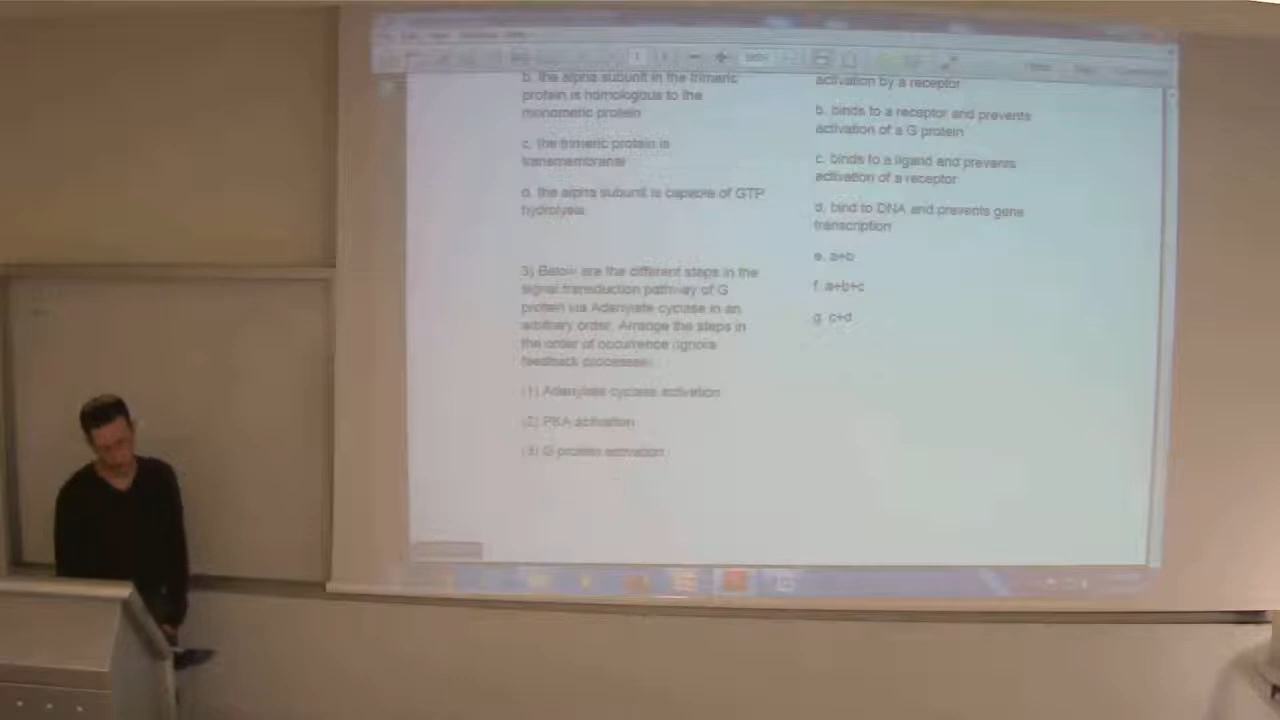 b. the alpha subunit in the trimeric
protein is homologous to the
monomeric protein
c. the trimeric protein is
transmembranal
d. the alpha subunit is capable of GTP
hydrolysis
3) Below are the different steps in the
signal transduction pathway of G
protein via Adenylate cyclase in an
arbitrary order. Arrange the steps in
the order of occurrence (ignore
feedback processes)
(1) Adenylate cyclase activation
(2) PKA activation
(3) G protein activation
activation by a receptor
b. binds to a receptor and prevents
activation of a G protein
c. binds to a ligand and prevents
activation of a receptor
d. bind to DNA and prevents gene
transcription
e. a+b
f. a+b+c
g. c+d